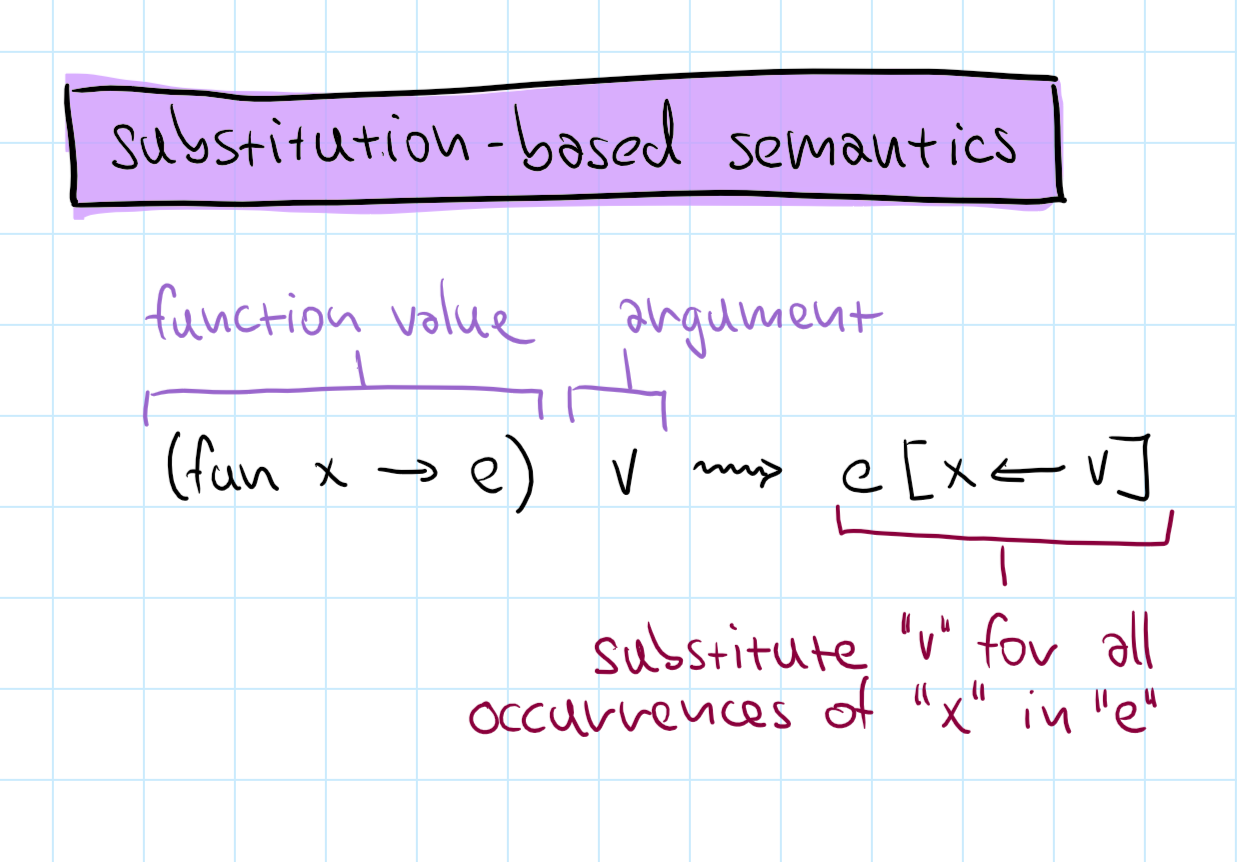 substitution-based semantics
function value argument
(fun x → e) v ⇝ e[x ← v]
substitute "v" for all
occurrences of "x" in "e"